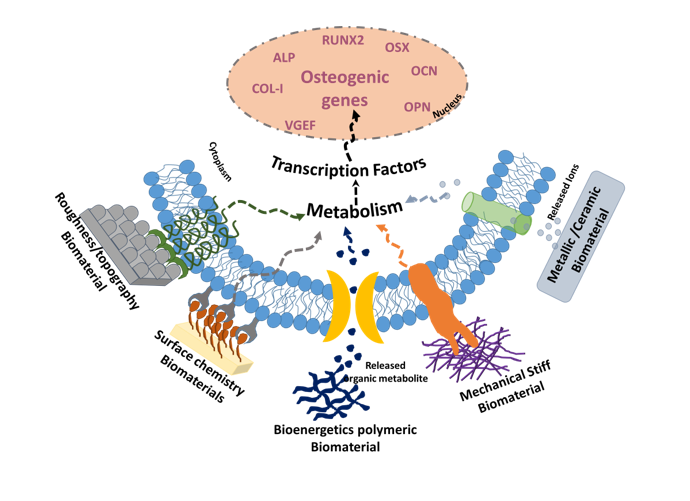 RUNX2
OSX
ALP
OCN
Osteogenic
genes
COL-I
OPN
Nucleus
VGEF
Cytoplasm
Transcription Factors
Metabolism
Released Ions
Metallic /Ceramic
Biomaterial
Roughness/topography
Biomaterial
Surface chemistry
Biomaterials
Released
organic metabolite
Mechanical Stiff
Biomaterial
Bioenergetics polymeric
Biomaterial